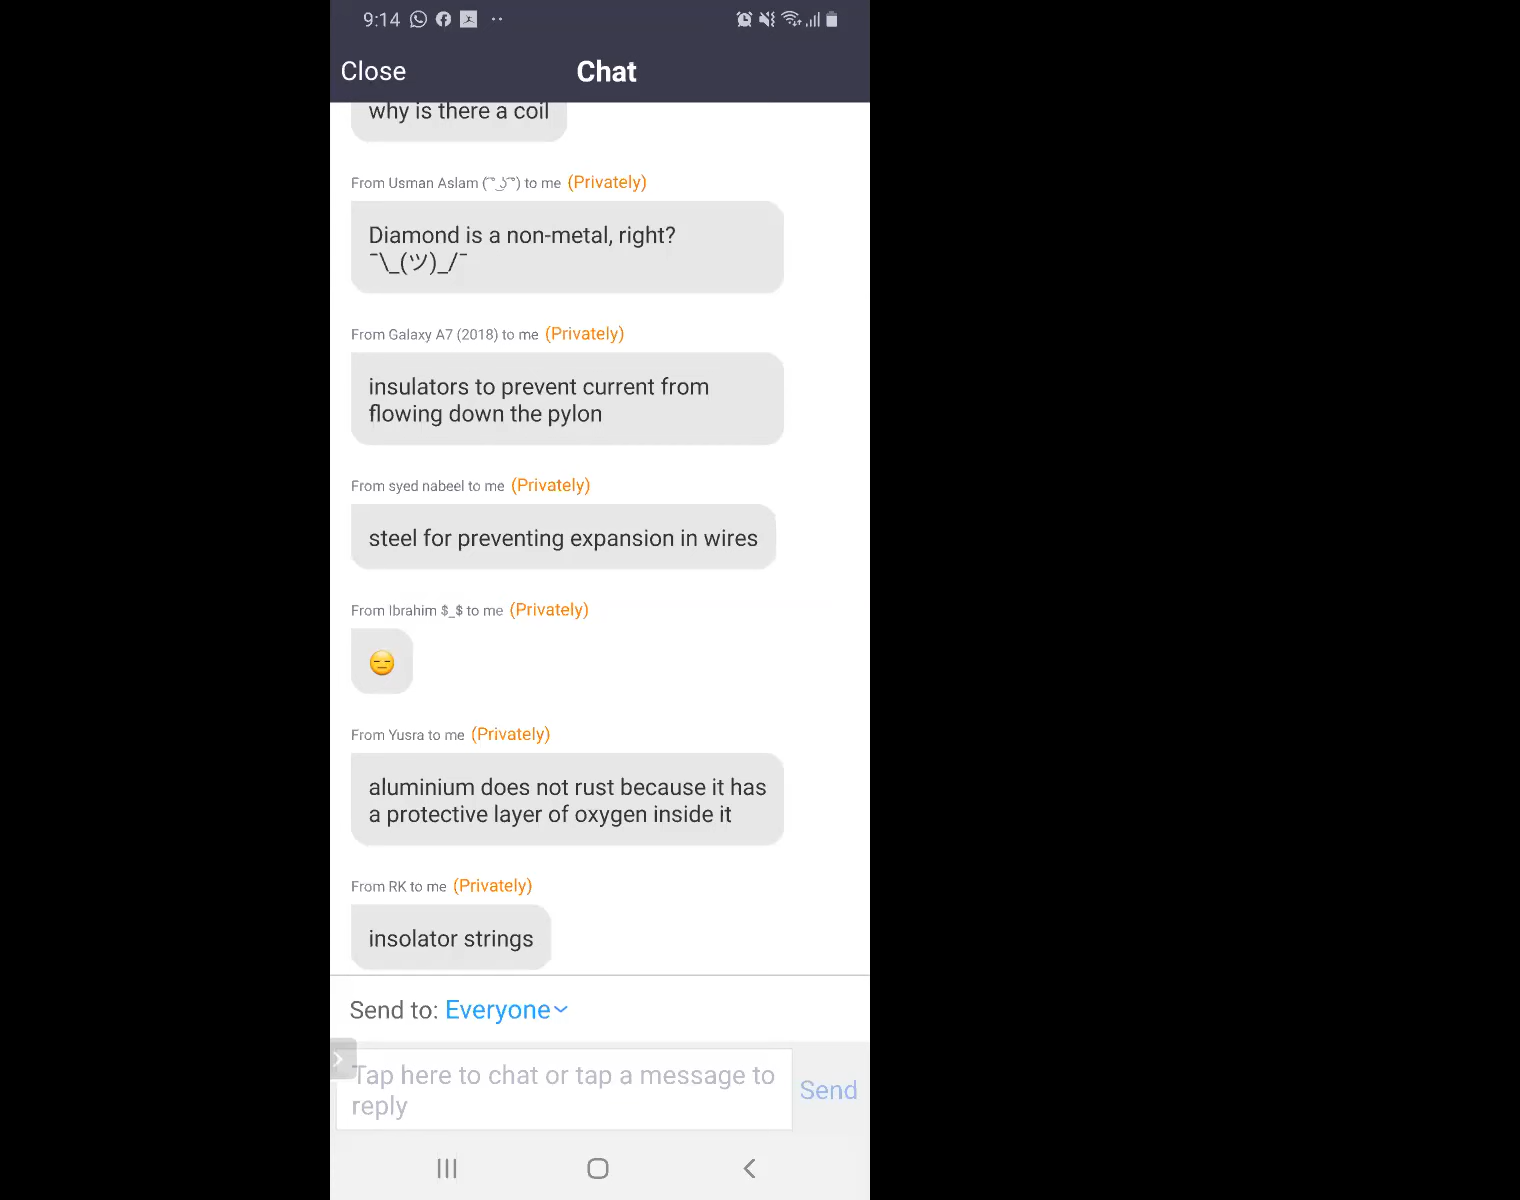 9:14
Close
Chat
why is there a coil
From Usman Aslam ( ͡° ͜ʖ ͡°) to me (Privately)
Diamond is a non-metal, right?
¯\_(ツ)_/¯
From Galaxy A7 (2018) to me (Privately)
insulators to prevent current from
flowing down the pylon
From syed nabeel to me (Privately)
steel for preventing expansion in wires
From Ibrahim $_$ to me (Privately)
😑
From Yusra to me (Privately)
aluminium does not rust because it has
a protective layer of oxygen inside it
From RK to me (Privately)
insolator strings
Send to: Everyone
Tap here to chat or tap a message to
reply
Send